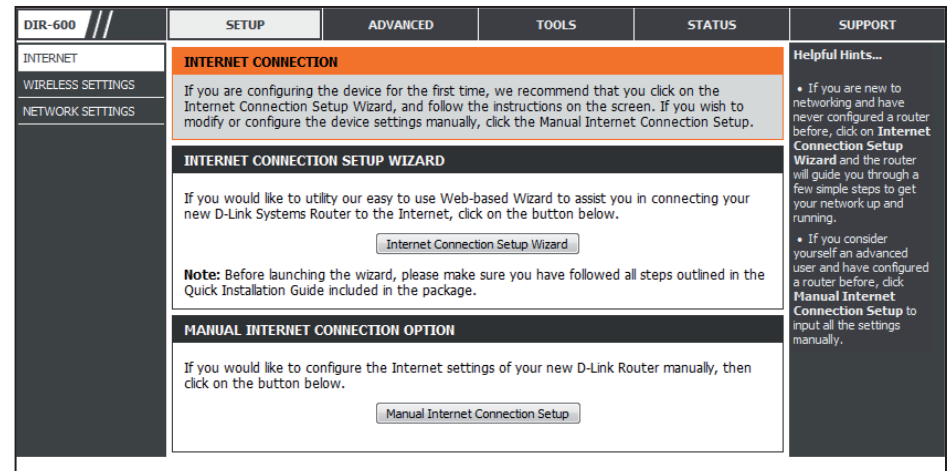 DIR-600
SETUP
ADVANCED
TOOLS
STATUS
SUPPORT
INTERNET
WIRELESS SETTINGS
NETWORK SETTINGS
INTERNET CONNECTION
If you are configuring the device for the first time, we recommend that you click on the
Internet Connection Setup Wizard, and follow the instructions on the screen. If you wish to
modify or configure the device settings manually, click the Manual Internet Connection Setup.
INTERNET CONNECTION SETUP WIZARD
If you would like to utility our easy to use Web-based Wizard to assist you in connecting your
new D-Link Systems Router to the Internet, click on the button below.
Internet Connection Setup Wizard
Note: Before launching the wizard, please make sure you have followed all steps outlined in the
Quick Installation Guide included in the package.
MANUAL INTERNET CONNECTION OPTION
If you would like to configure the Internet settings of your new D-Link Router manually, then
click on the button below.
Manual Internet Connection Setup
Helpful Hints...
• If you are new to
networking and have
never configured a router
before, click on Internet
Connection Setup
Wizard and the router
will guide you through a
few simple steps to get
your network up and
running.
• If you consider
yourself an advanced
user and have configured
a router before, click
Manual Internet
Connection Setup to
input all the settings
manually.